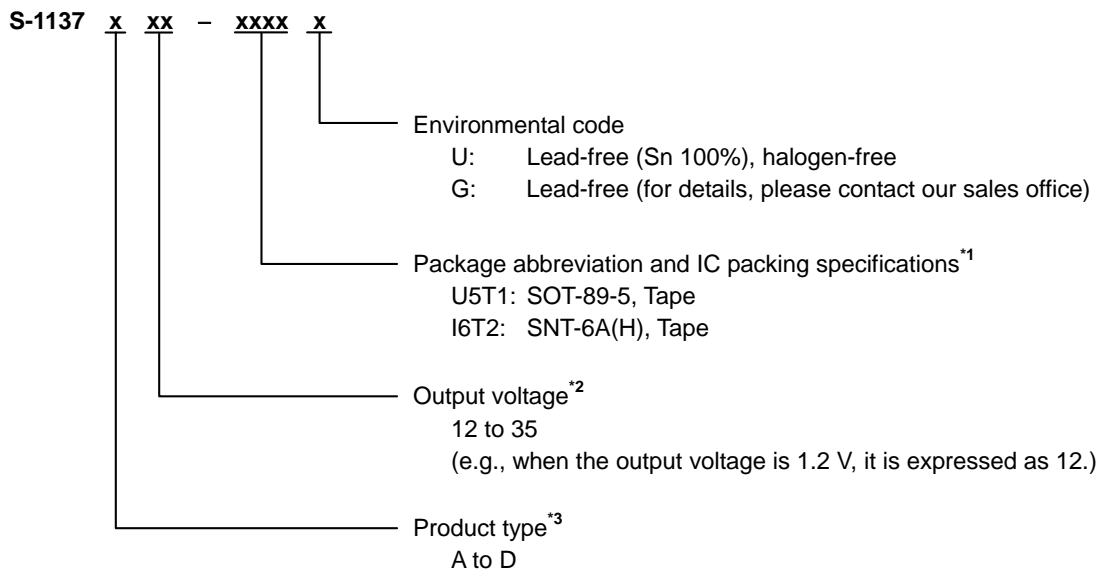 S-1137 x xx – xxxx x
Environmental code
U: Lead-free (Sn 100%), halogen-free
G: Lead-free (for details, please contact our sales office)
Package abbreviation and IC packing specifications*1
U5T1: SOT-89-5, Tape
I6T2: SNT-6A(H), Tape
Output voltage*2
12 to 35
(e.g., when the output voltage is 1.2 V, it is expressed as 12.)
Product type*3
A to D